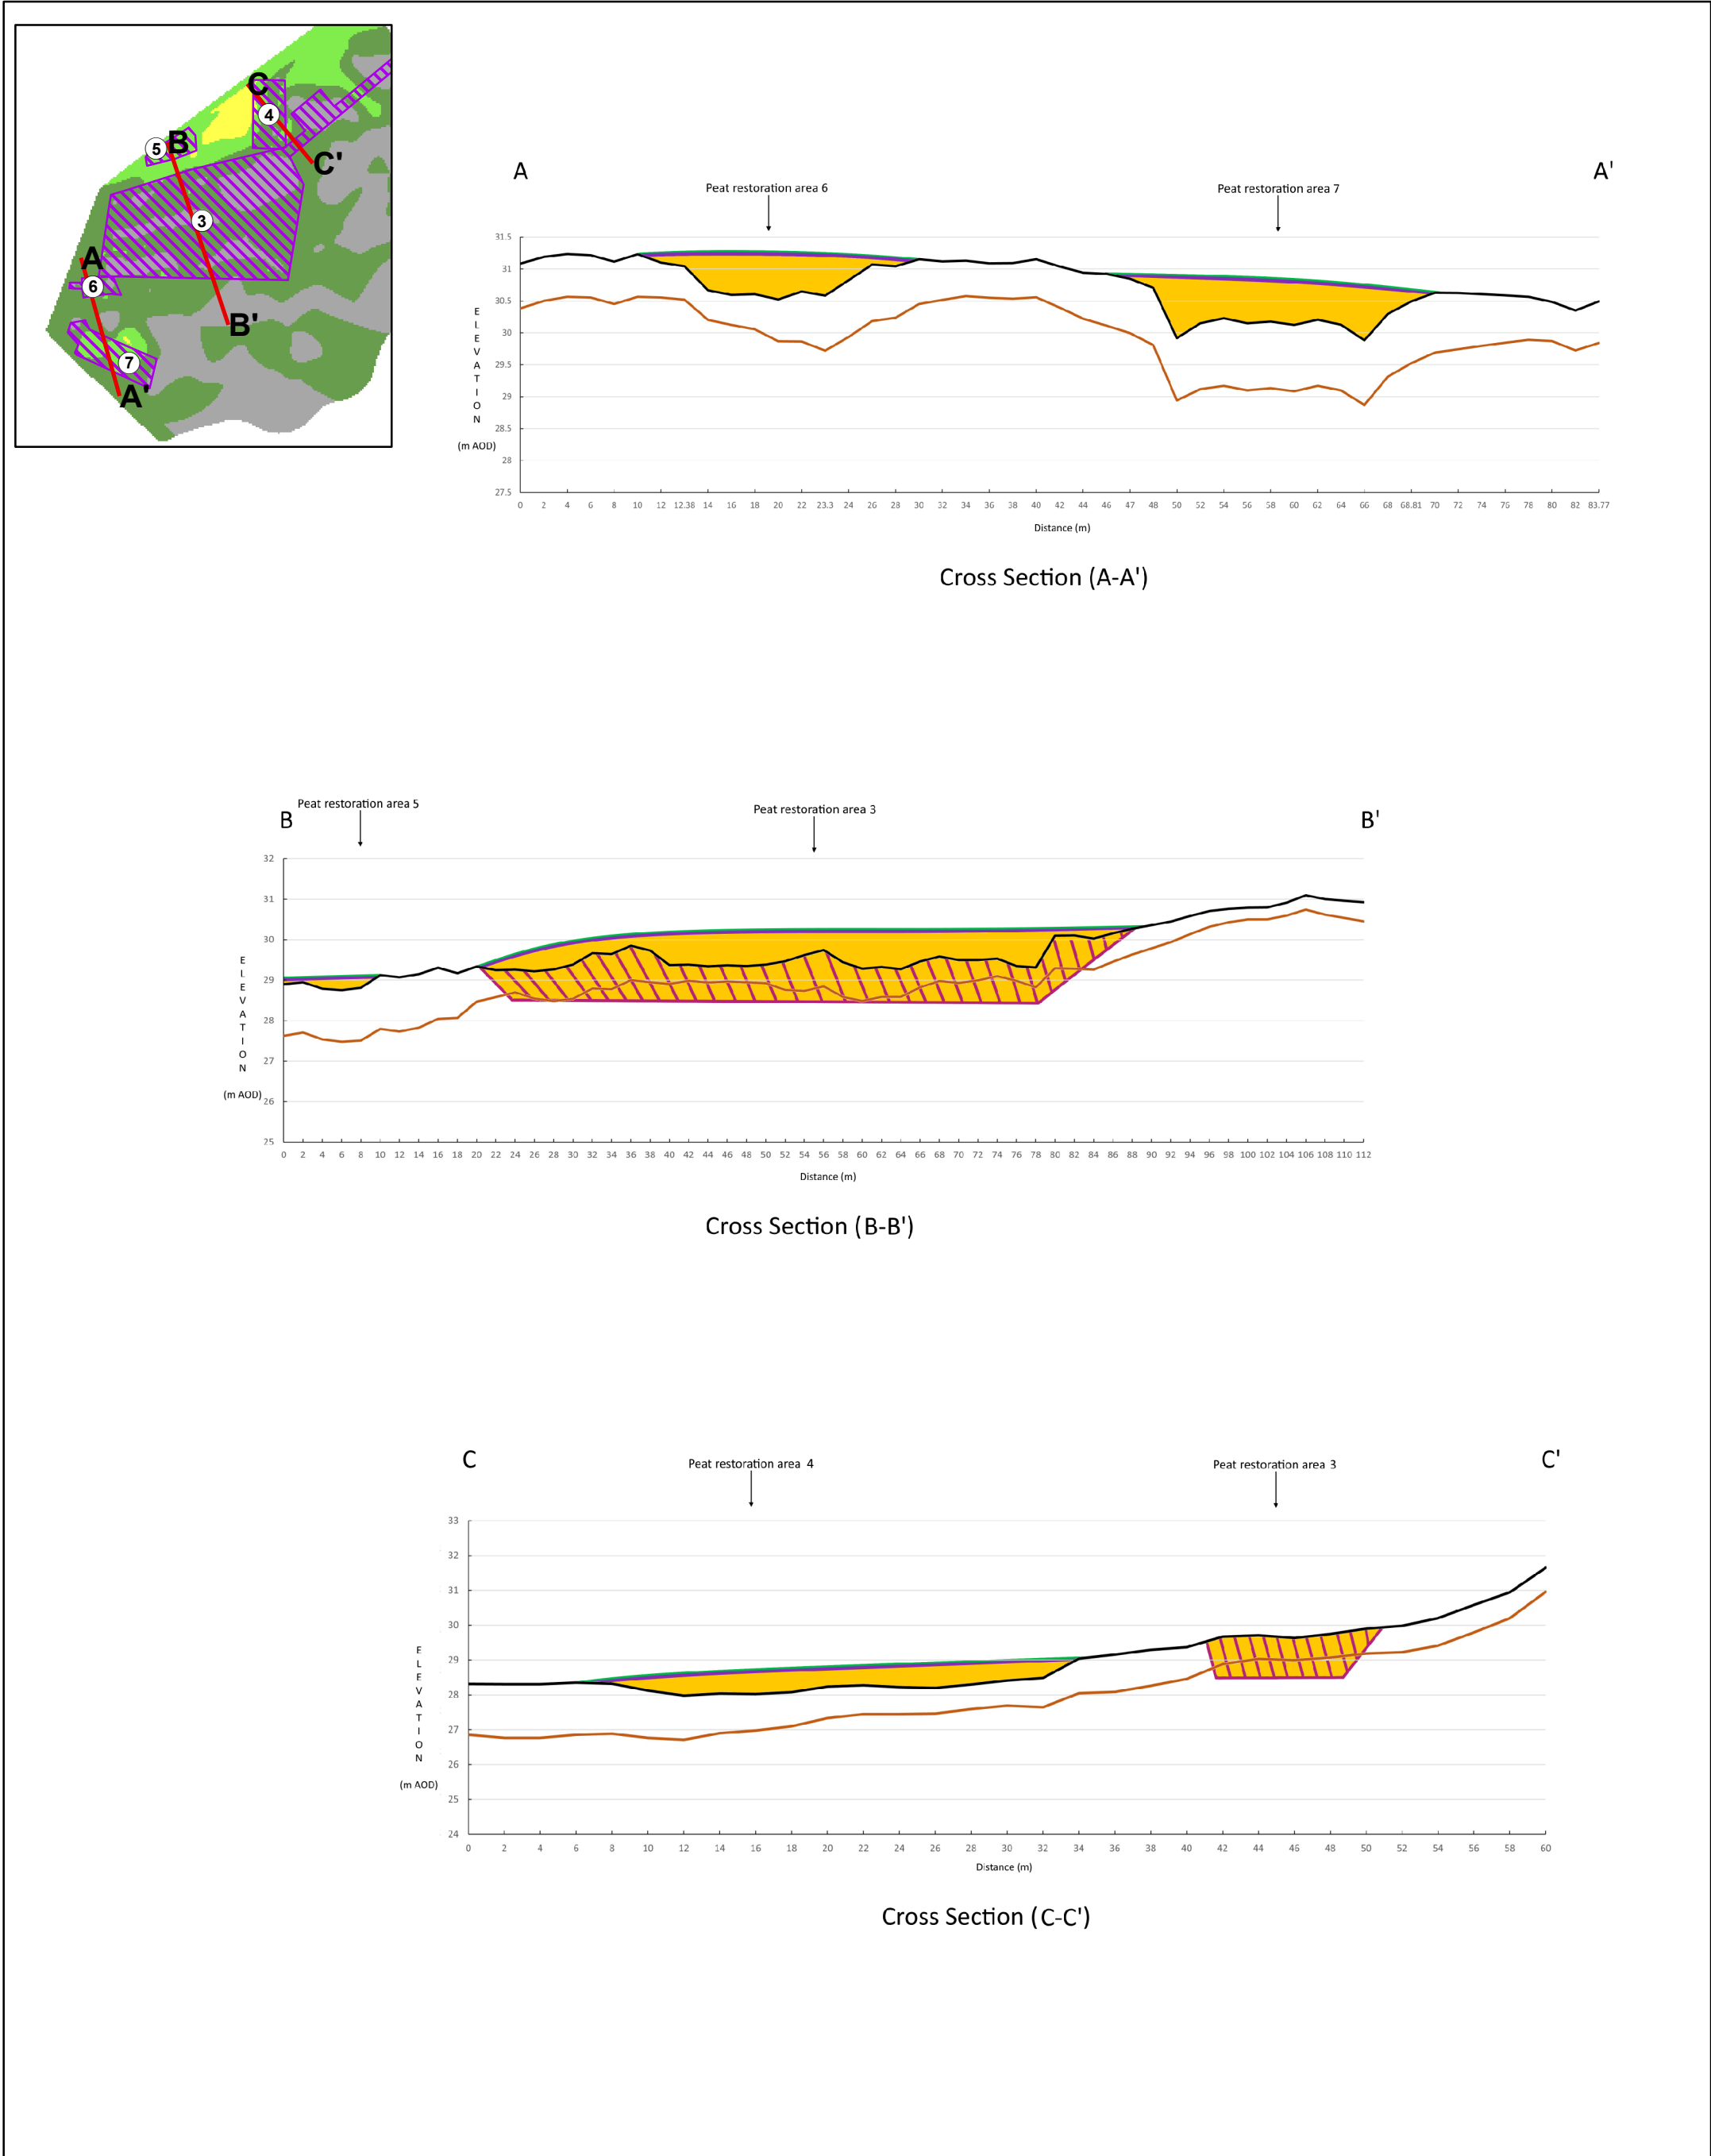 C
4
C'
5
B
3
A
6
B'
7
A'
A
A'
Peat restoration area 6
Peat restoration area 7
31.5
31
30.5
30
29.5
29
28.5
28
27.5
ELEVATION
(m AOD)
0 2 4 6 8 10 12 12.38 14 16 18 20 22 23.3 24 26 28 30 32 34 36 38 40 42 44 46 47 48 50 52 54 56 58 60 62 64 66 68 68.81 70 72 74 76 78 80 82 83.77
Distance (m)
Cross Section (A-A')
Peat restoration area 5
Peat restoration area 3
B
B'
32
31
30
29
28
27
26
25
ELEVATION
(m AOD)
0 2 4 6 8 10 12 14 16 18 20 22 24 26 28 30 32 34 36 38 40 42 44 46 48 50 52 54 56 58 60 62 64 66 68 70 72 74 76 78 80 82 84 86 88 90 92 94 96 98 100 102 104 106 108 110 112
Distance (m)
Cross Section (B-B')
C
C'
Peat restoration area 4
Peat restoration area 3
33
32
31
30
29
28
27
26
25
24
ELEVATION
(m AOD)
0 2 4 6 8 10 12 14 16 18 20 22 24 26 28 30 32 34 36 38 40 42 44 46 48 50 52 54 56 58 60
Distance (m)
Cross Section (C-C')